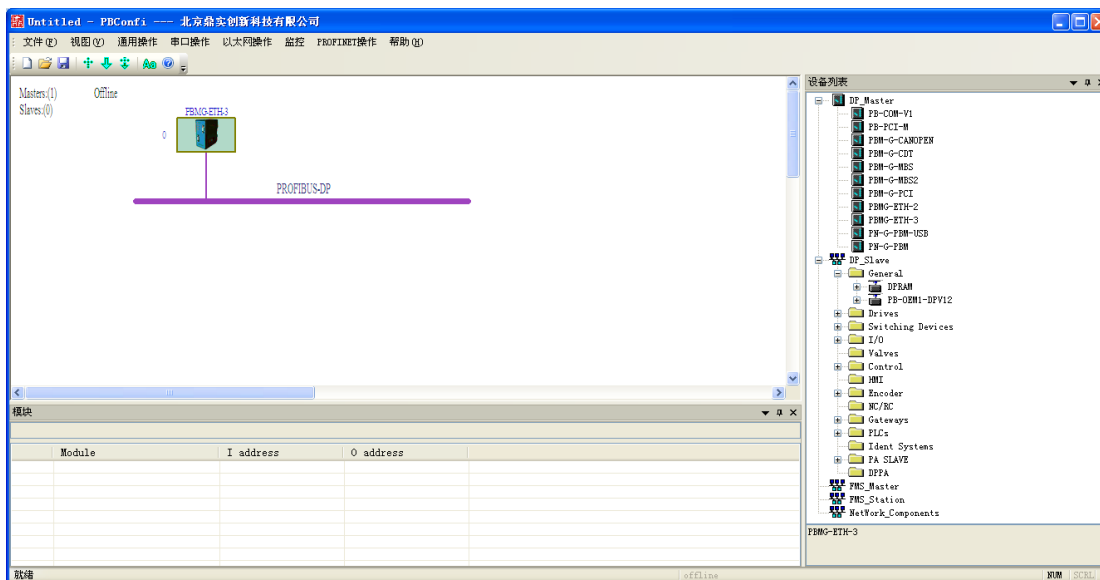 Untitled - PBConfi --- 北京鼎实创新科技有限公司
文件(F) 视图(V) 通用操作 串口操作 以太网操作 监控 PROFINET操作 帮助(H)
Masters:(1) Offline
Slaves:(0)
PBMG-ETH-3
0
PROFIBUS-DP
模块
Module I address O address
设备列表
DP_Master
PB-COM-V1
PB-PCI-M
PBM-G-CANOPEN
PBM-G-CDT
PBM-G-MBS
PBM-G-MBS2
PBM-G-PCI
PBMG-ETH-2
PBMG-ETH-3
PN-G-PBM-USB
PN-G-PBM
DP_Slave
General
DPRAM
PB-OEM1-DPV12
Drives
Switching Devices
I/O
Valves
Control
HMI
Encoder
NC/RC
Gateways
PLCs
Ident Systems
PA SLAVE
DPPA
FMS_Master
FMS_Station
NetWork_Components
PBMG-ETH-3
就绪 offline NUM SCRL